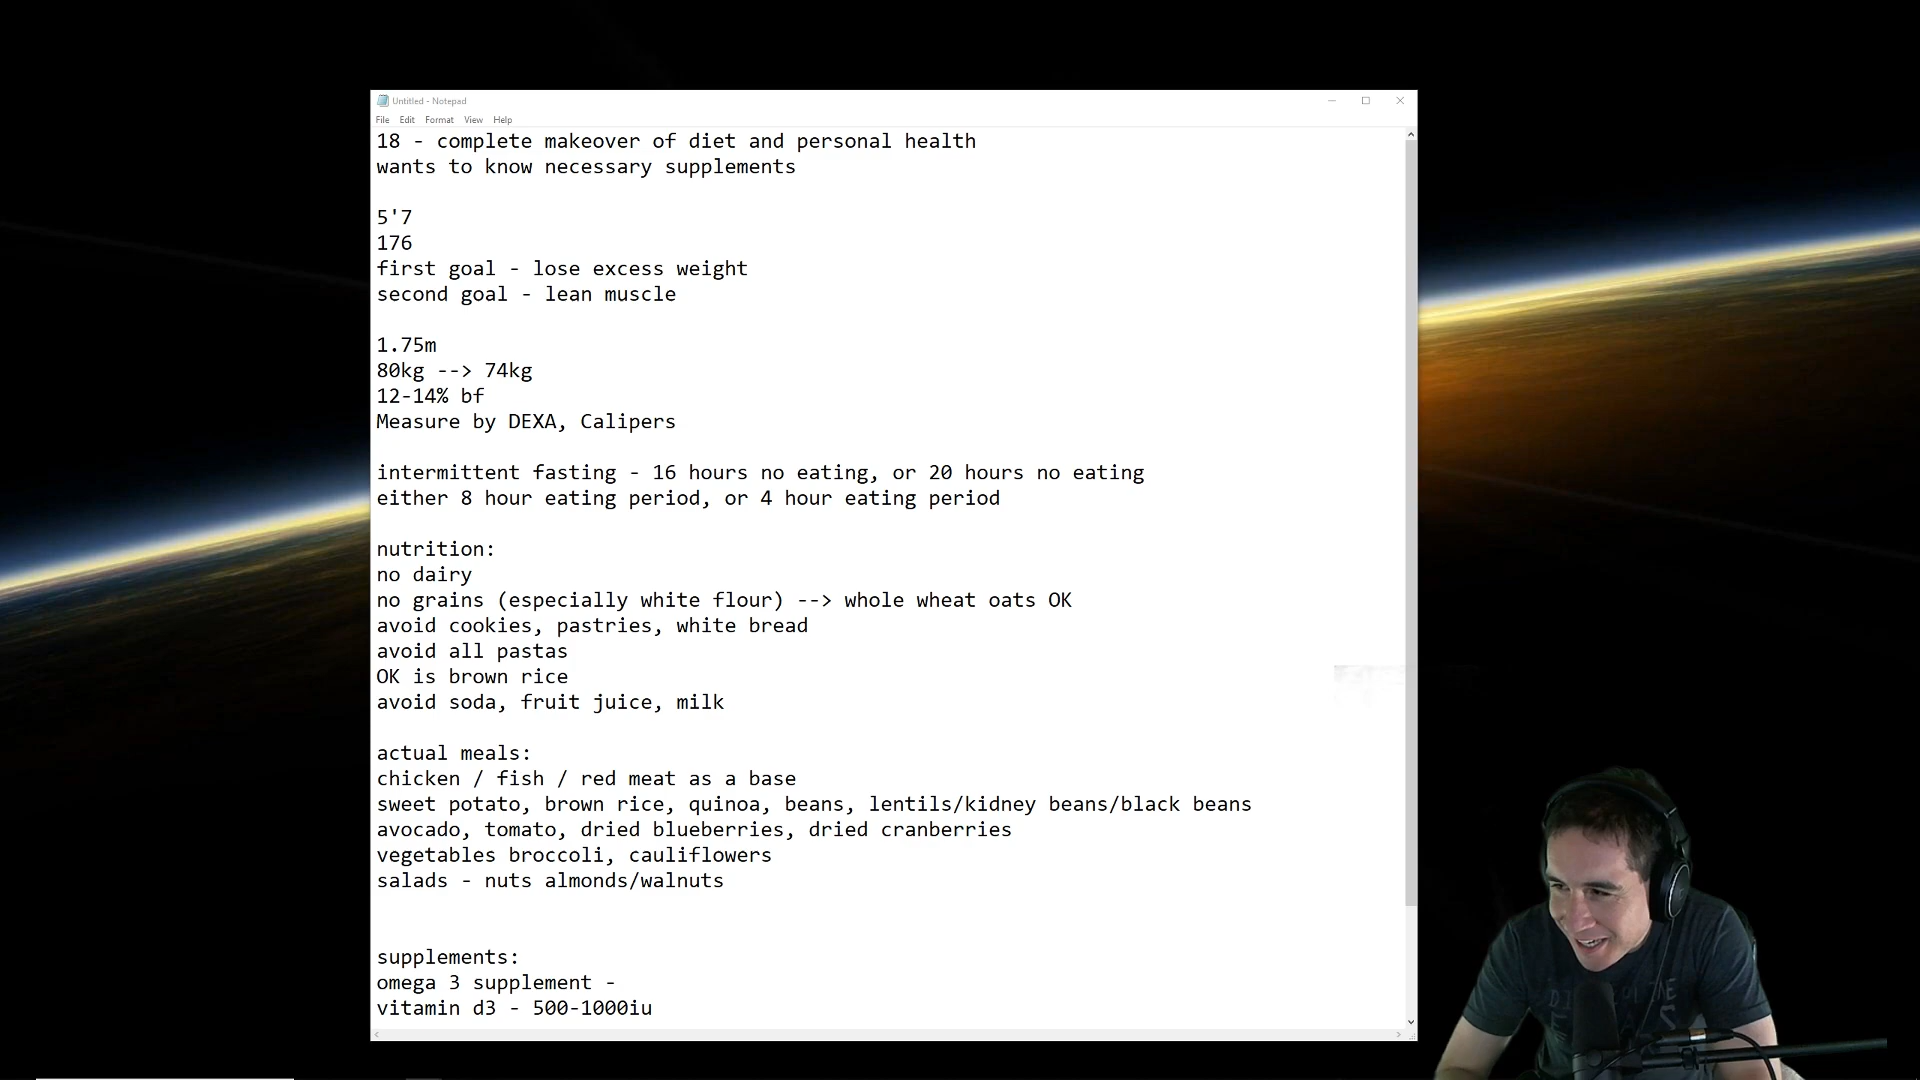 Untitled - Notepad
File Edit Format View Help
18 - complete makeover of diet and personal health
wants to know necessary supplements
5'7
176
first goal - lose excess weight
second goal - lean muscle
1.75m
80kg --> 74kg
12-14% bf
Measure by DEXA, Calipers
intermittent fasting - 16 hours no eating, or 20 hours no eating
either 8 hour eating period, or 4 hour eating period
nutrition:
no dairy
no grains (especially white flour) --> whole wheat oats OK
avoid cookies, pastries, white bread
avoid all pastas
OK is brown rice
avoid soda, fruit juice, milk
actual meals:
chicken / fish / red meat as a base
sweet potato, brown rice, quinoa, beans, lentils/kidney beans/black beans
avocado, tomato, dried blueberries, dried cranberries
vegetables broccoli, cauliflowers
salads - nuts almonds/walnuts
supplements:
omega 3 supplement -
vitamin d3 - 500-1000iu